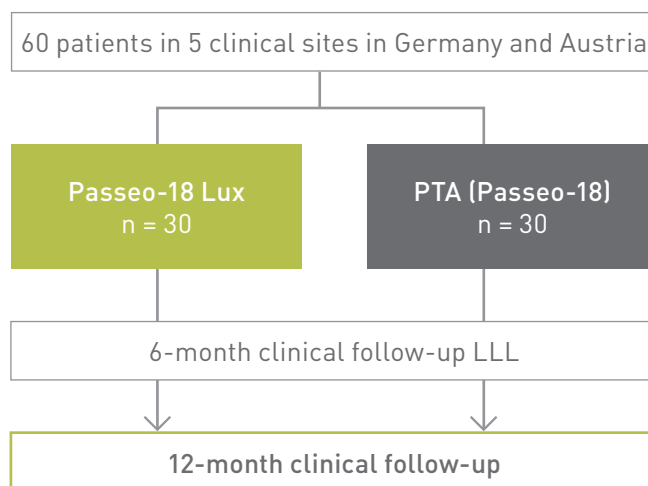 60 patients in 5 clinical sites in Germany and Austria
Passeo-18 Lux
n = 30
PTA (Passeo-18)
n = 30
6-month clinical follow-up LLL
12-month clinical follow-up